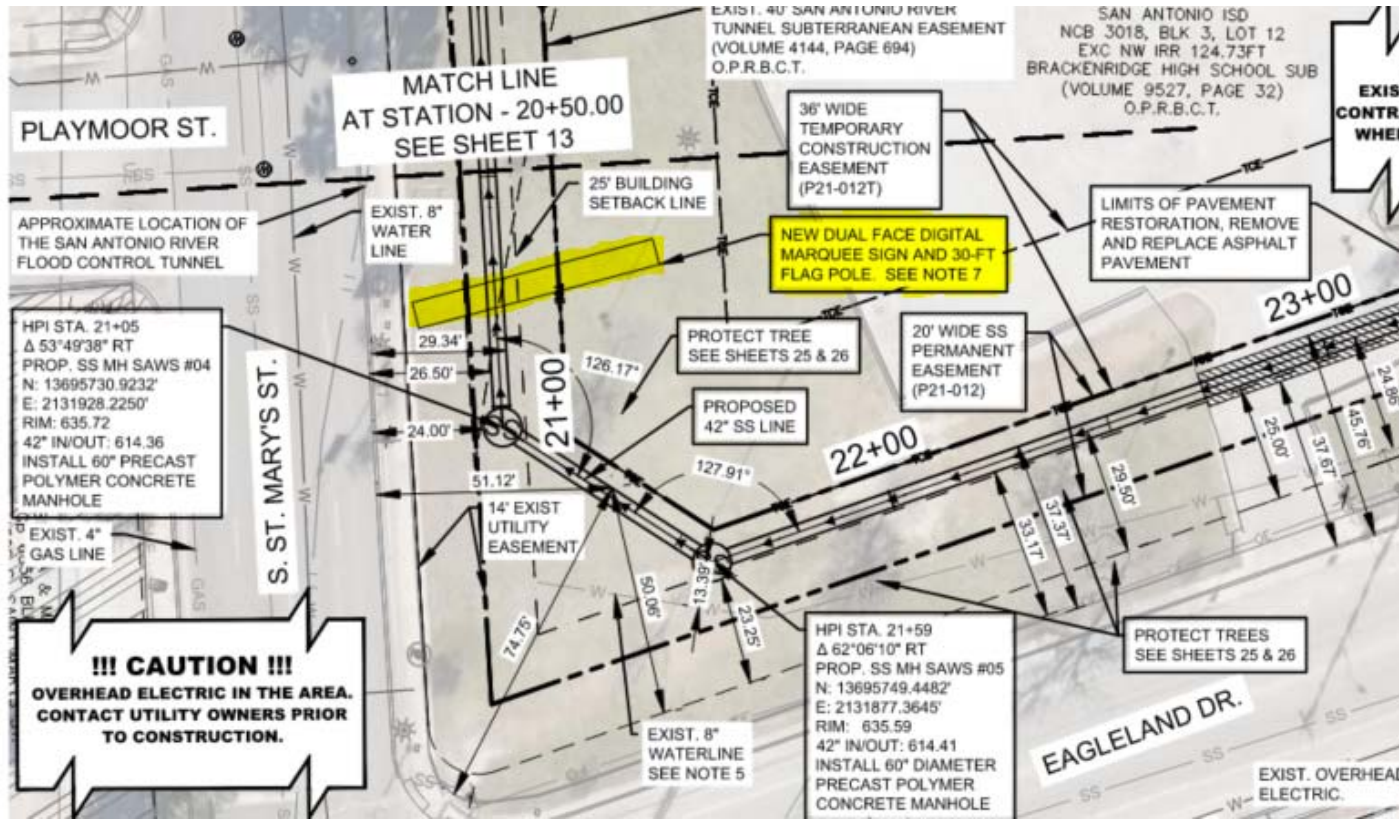 EXIST. 40' SAN ANTONIO RIVER
TUNNEL SUBTERRANEAN EASEMENT
(VOLUME 4144, PAGE 694)
O.P.R.B.C.T.
SAN ANTONIO ISD
NCB 3018, BLK 3, LOT 12
EXC NW IRR 124.73FT
BRACKENRIDGE HIGH SCHOOL SUB
(VOLUME 9527, PAGE 32)
O.P.R.B.C.T.
MATCH LINE
AT STATION - 20+50.00
SEE SHEET 13
PLAYMOOR ST.
36' WIDE
TEMPORARY
CONSTRUCTION
EASEMENT
(P21-012T)
25' BUILDING
SETBACK LINE
APPROXIMATE LOCATION OF
THE SAN ANTONIO RIVER
FLOOD CONTROL TUNNEL
EXIST. 8"
WATER
LINE
NEW DUAL FACE DIGITAL
MARQUEE SIGN AND 30-FT
FLAG POLE. SEE NOTE 7
LIMITS OF PAVEMENT
RESTORATION, REMOVE
AND REPLACE ASPHALT
PAVEMENT
HPI STA. 21+05
Δ 53°49'38" RT
PROP. SS MH SAWS #04
N: 13695730.9232'
E: 2131928.2250'
RIM: 635.72
42" IN/OUT: 614.36
INSTALL 60" PRECAST
POLYMER CONCRETE
MANHOLE
EXIST. 4"
GAS LINE
S. ST. MARY'S ST.
29.34'
26.50'
24.00'
51.12'
126.17°
21+00
PROTECT TREE
SEE SHEETS 25 & 26
PROPOSED
42" SS LINE
127.91°
20' WIDE SS
PERMANENT
EASEMENT
(P21-012)
22+00
23+00
24.86'
45.76'
37.67'
25.00'
29.50'
37.37'
33.17'
14' EXIST
UTILITY
EASEMENT
74.75'
50.06'
13.39'
23.25'
!!! CAUTION !!!
OVERHEAD ELECTRIC IN THE AREA.
CONTACT UTILITY OWNERS PRIOR
TO CONSTRUCTION.
EXIST. 8"
WATERLINE
SEE NOTE 5
HPI STA. 21+59
Δ 62°06'10" RT
PROP. SS MH SAWS #05
N: 13695749.4482'
E: 2131877.3645'
RIM: 635.59
42" IN/OUT: 614.41
INSTALL 60" DIAMETER
PRECAST POLYMER
CONCRETE MANHOLE
PROTECT TREES
SEE SHEETS 25 & 26
EAGLELAND DR.
EXIST. OVERHEAD
ELECTRIC.